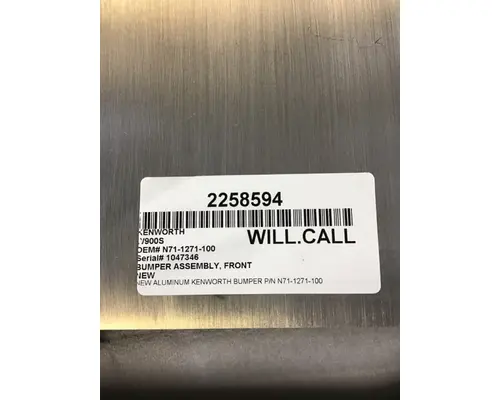 2258594
KENWORTH
WILL.CALL
T/900S
OEM# N71-1271-100
Serial# 1047346
BUMPER ASSEMBLY, FRONT
NEW
NEW ALUMINUM KENWORTH BUMPER P/N N71-1271-100